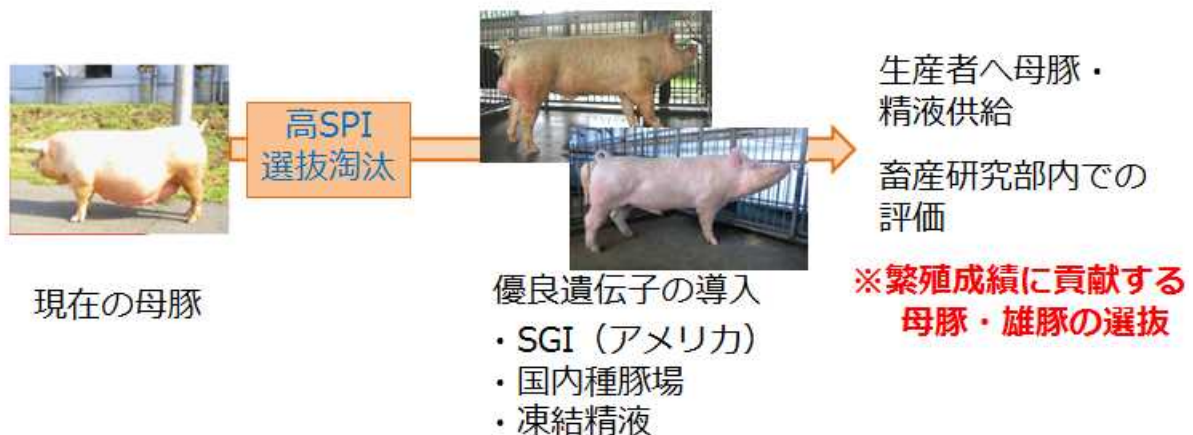 現在の母豚
高SPI
選抜淘汰
優良遺伝子の導入
・SGI（アメリカ）
・国内種豚場
・凍結精液
生産者へ母豚・
精液供給
畜産研究部内での
評価
※繁殖成績に貢献する
母豚・雄豚の選抜